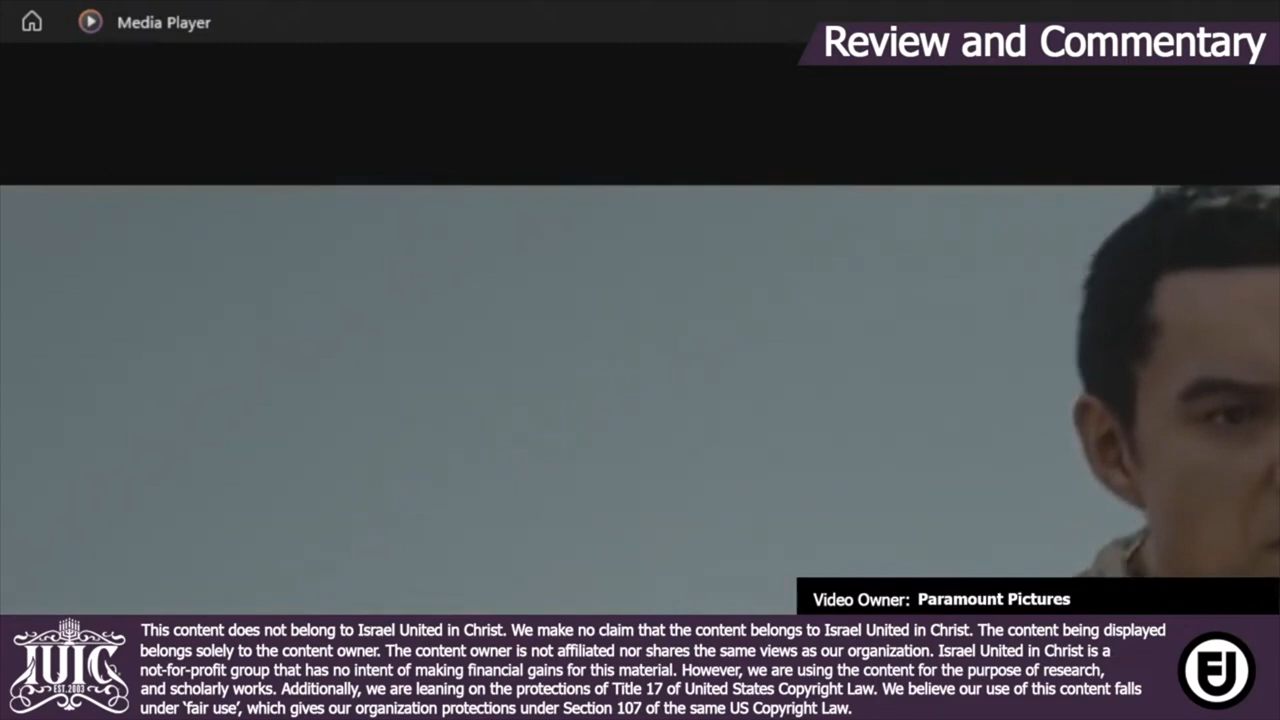 Media Player
Review and Commentary
Video Owner: Paramount Pictures
IUIC
EST.2003
This content does not belong to Israel United in Christ. We make no claim that the content belongs to Israel United in Christ. The content being displayed
belongs solely to the content owner. The content owner is not affiliated nor shares the same views as our organization. Israel United in Christ is a
not-for-profit group that has no intent of making financial gains for this material. However, we are using the content for the purpose of research,
and scholarly works. Additionally, we are leaning on the protections of Title 17 of United States Copyright Law. We believe our use of this content falls
under ‘fair use’, which gives our organization protections under Section 107 of the same US Copyright Law.